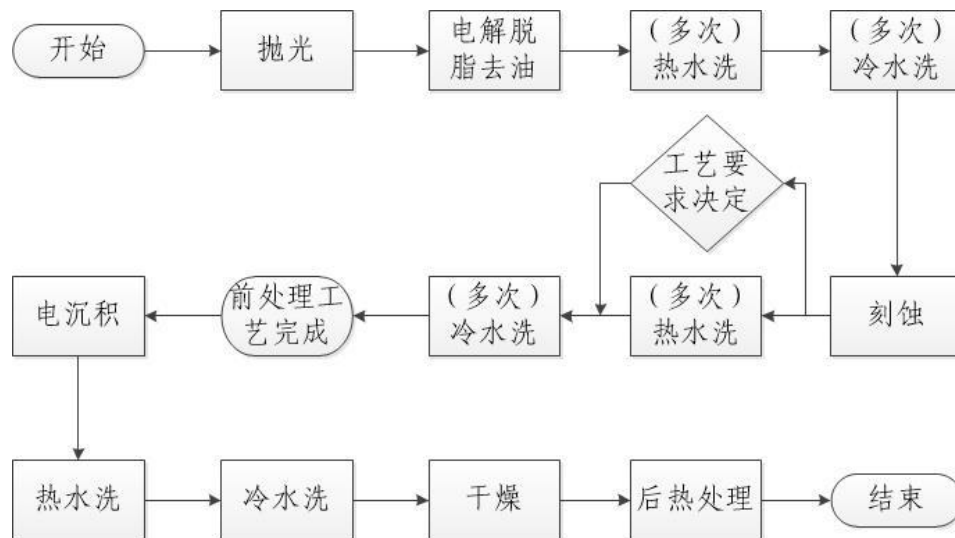 开始
抛光
电解脱
脂去油
（多次）
热水洗
（多次）
冷水洗
工艺要
求决定
电沉积
前处理工
艺完成
（多次）
冷水洗
（多次）
热水洗
刻蚀
热水洗
冷水洗
干燥
后热处理
结束